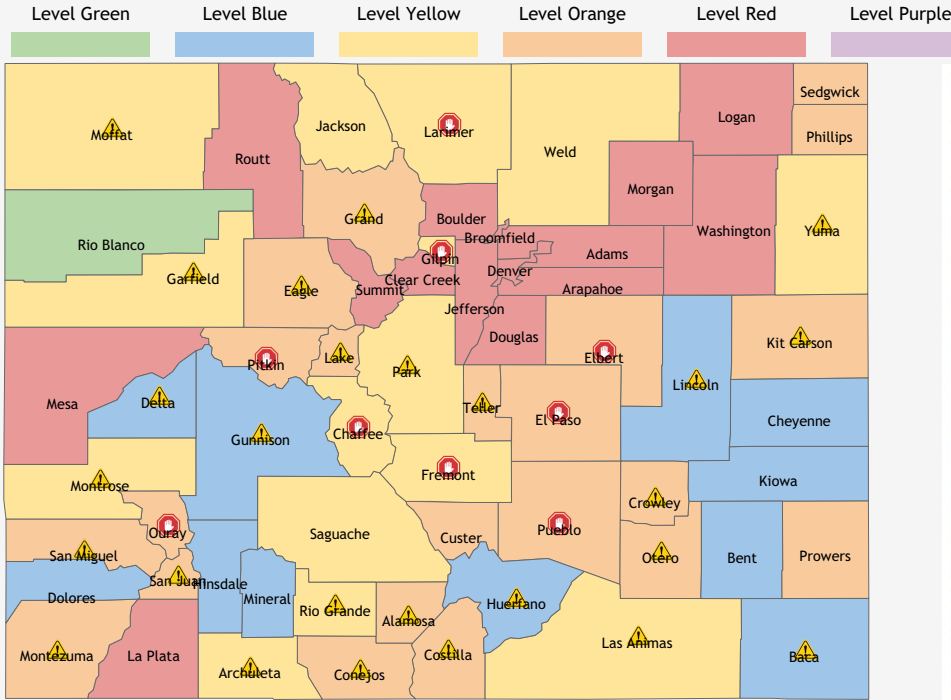 Level Green
Level Blue
Level Yellow
Level Orange
Level Red
Level Purple
Moffat
Routt
Jackson
Larimer
Weld
Logan
Sedgwick
Phillips
Morgan
Washington
Yuma
Rio Blanco
Grand
Boulder
Broomfield
Gilpin
Adams
Garfield
Eagle
Summit
Clear Creek
Denver
Arapahoe
Jefferson
Douglas
Elbert
Kit Carson
Mesa
Pitkin
Lake
Park
Lincoln
Delta
Teller
El Paso
Cheyenne
Gunnison
Chaffee
Montrose
Fremont
Kiowa
Crowley
Ouray
Saguache
Custer
Pueblo
San Miguel
Otero
Bent
Prowers
San Juan
Hinsdale
Dolores
Mineral
Rio Grande
Huerfano
Alamosa
Montezuma
La Plata
Archuleta
Conejos
Costilla
Las Animas
Baca